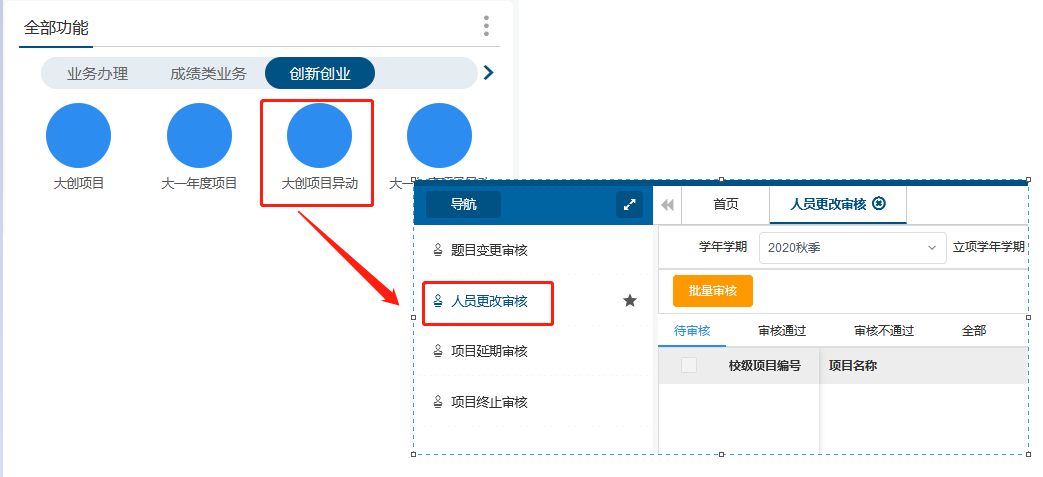 全部功能
业务办理 成绩类业务 创新创业
大创项目 大一年度项目 大创项目异动 大一
导航 首页 人员更改审核
题目变更审核 学年学期 2020秋季 立项学年学期
人员更改审核 批量审核
项目延期审核 待审核 审核通过 审核不通过 全部
项目终止审核 校级项目编号 项目名称